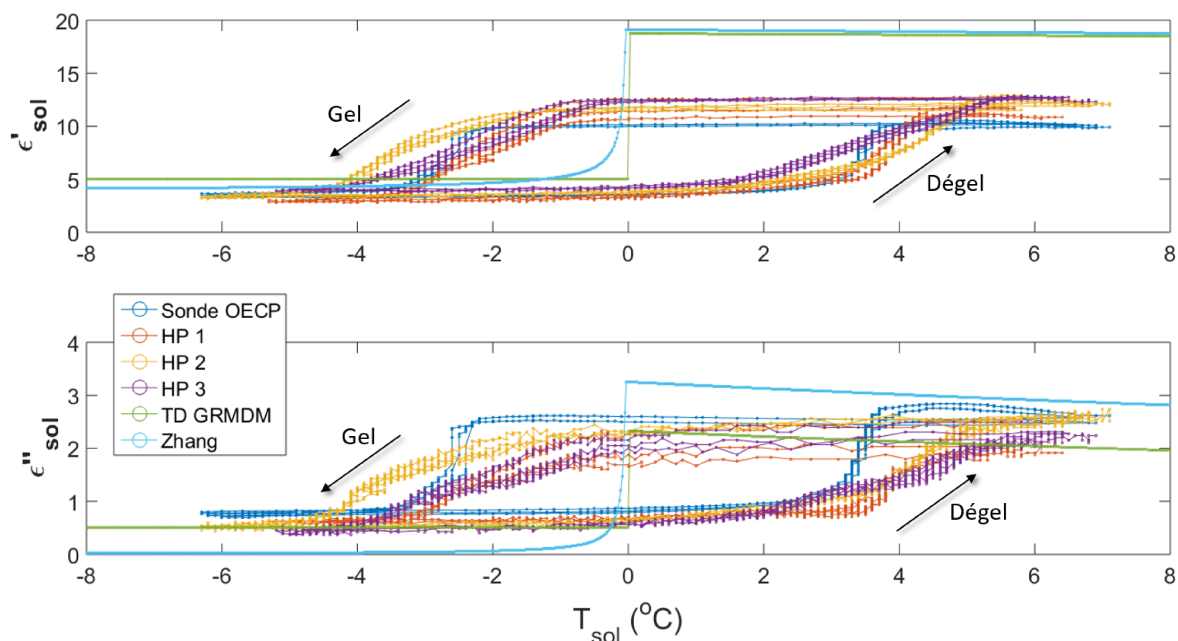 20
15
10
5
0
ϵ'sol
Gel
Dégel
-8 -6 -4 -2 0 2 4 6 8
Sonde OECP
HP 1
HP 2
HP 3
TD GRMDM
Zhang
4
3
2
1
0
ϵ''sol
Gel
Dégel
-8 -6 -4 -2 0 2 4 6 8
Tsol (oC)